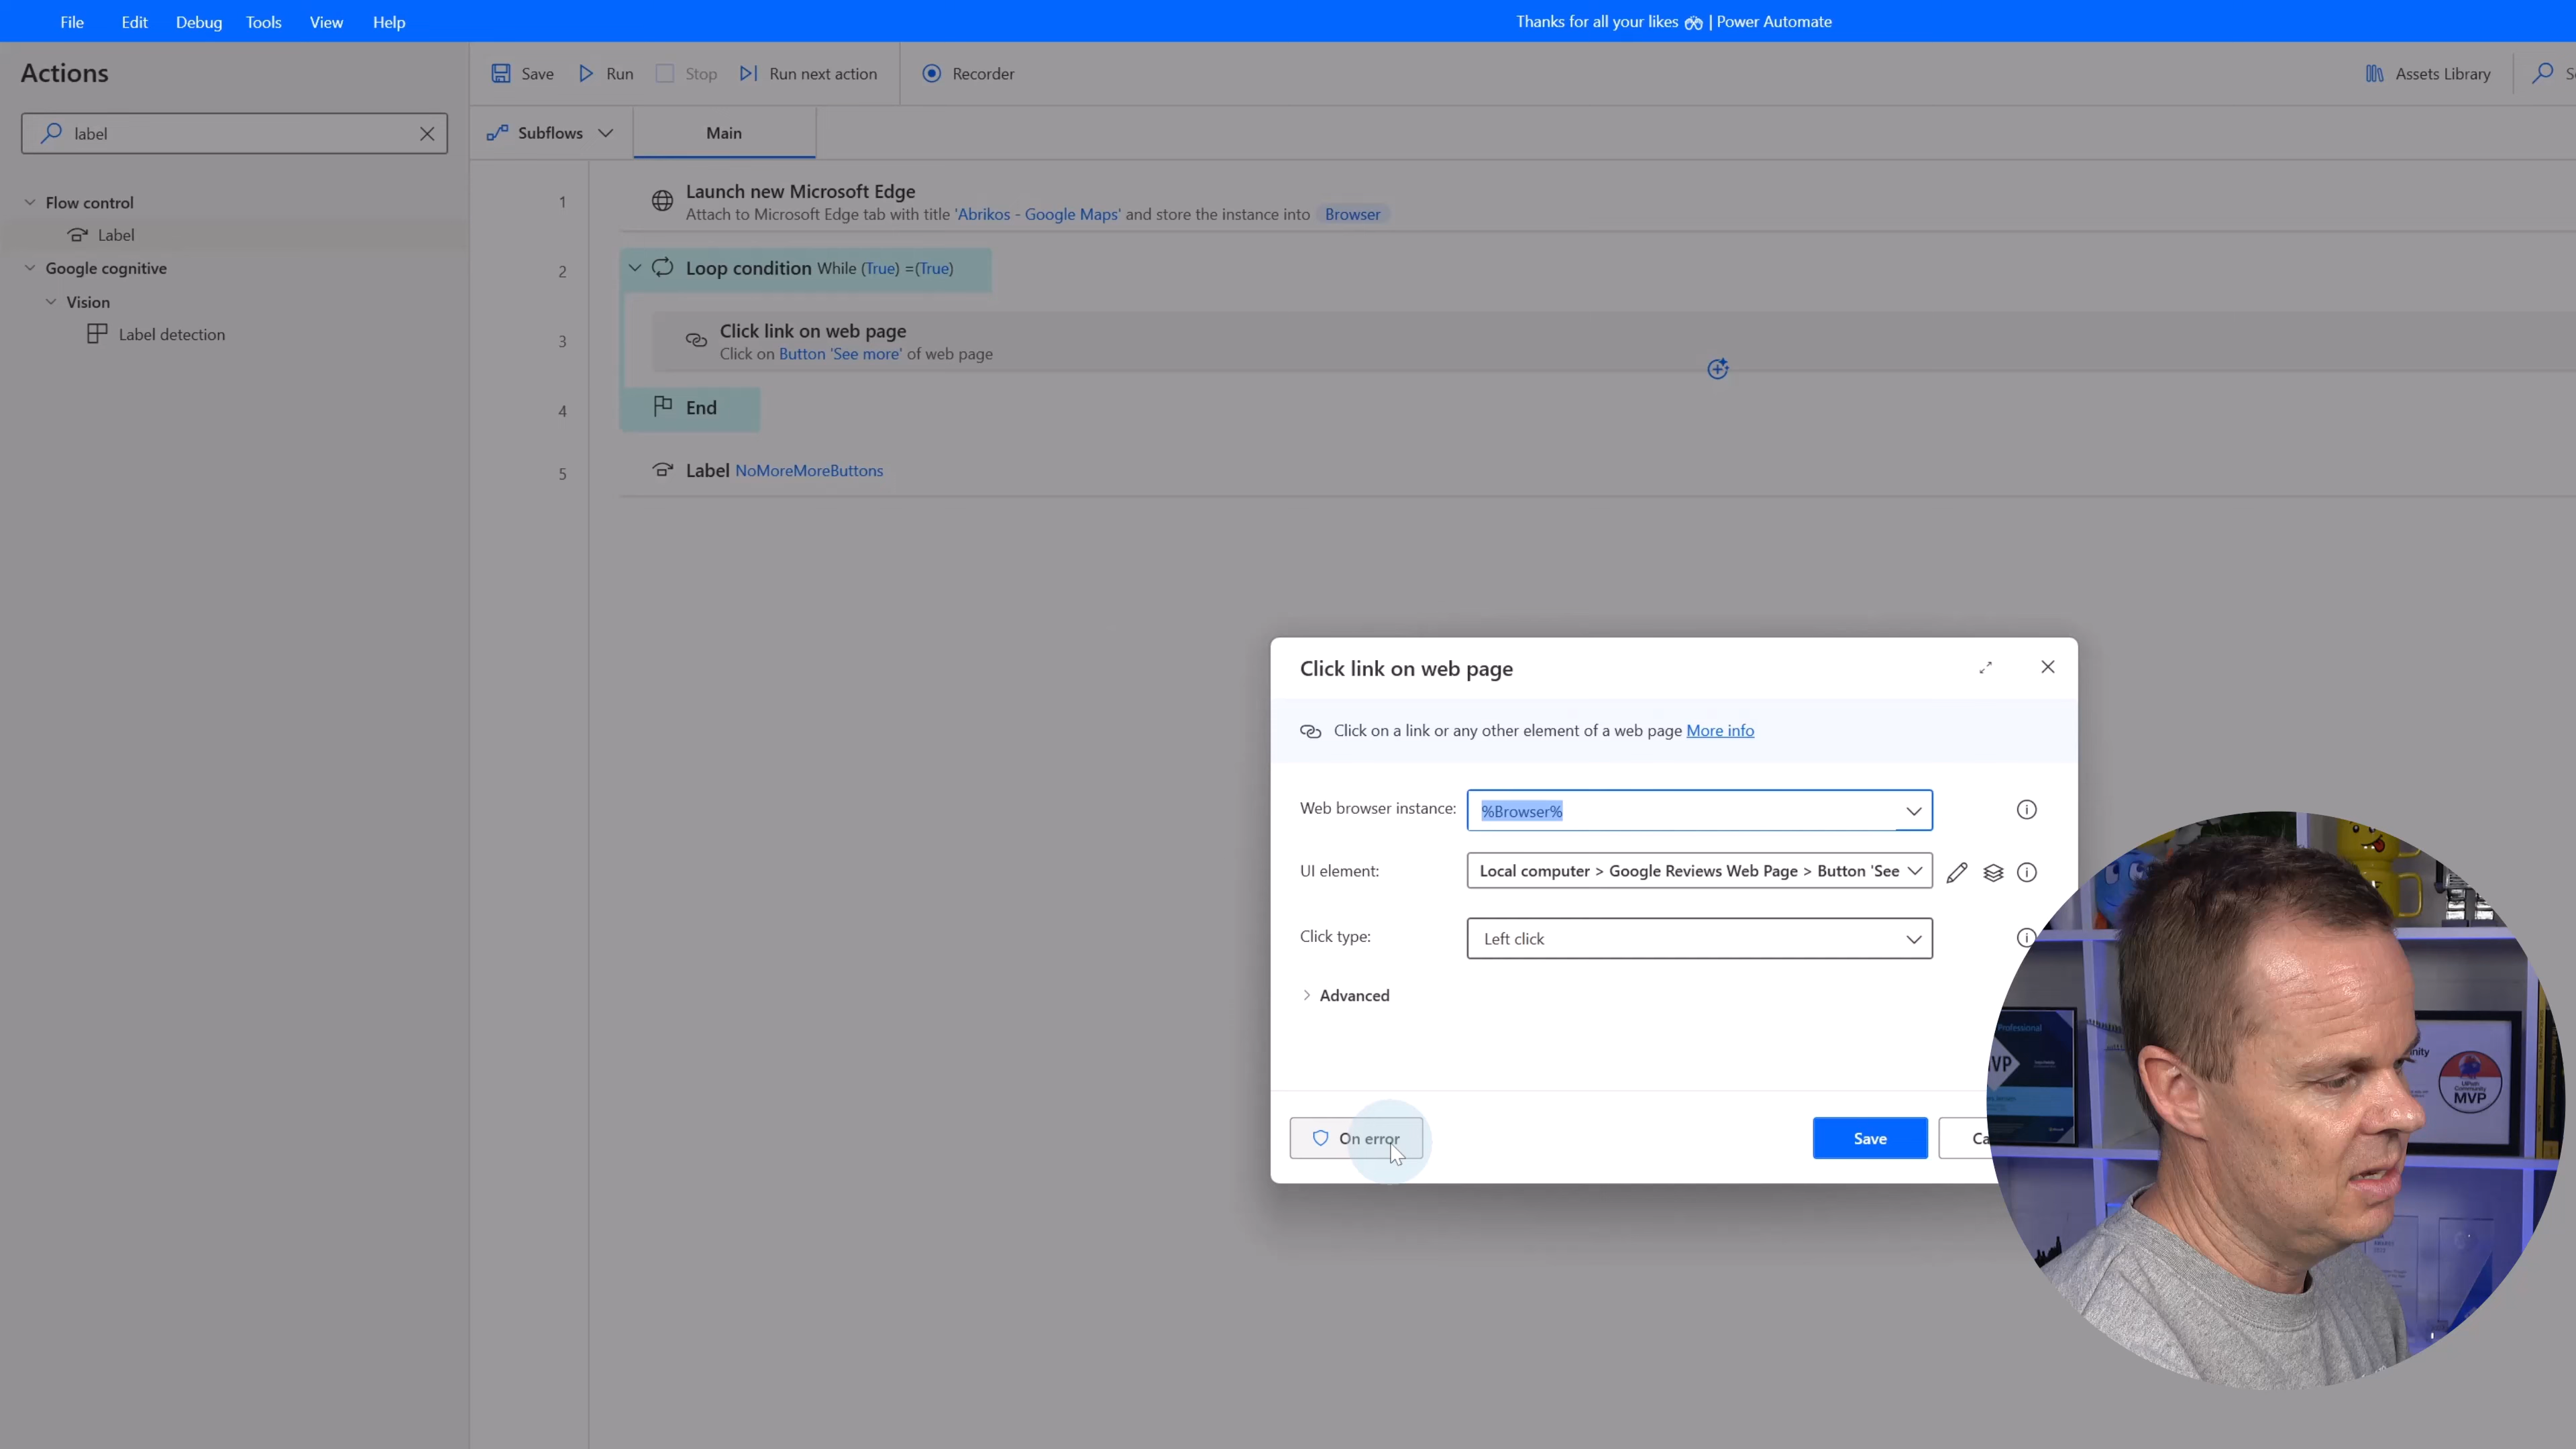 File Edit Debug Tools View Help
Thanks for all your likes | Power Automate
Actions
Save Run Stop Run next action Recorder
Assets Library
label
Subflows Main
Flow control
Label
Google cognitive
Vision
Label detection
1
Launch new Microsoft Edge
Attach to Microsoft Edge tab with title 'Abrikos - Google Maps' and store the instance into Browser
2
Loop condition While (True) =(True)
3
Click link on web page
Click on Button 'See more' of web page
4
End
5
Label NoMoreMoreButtons
Click link on web page
Click on a link or any other element of a web page More info
Web browser instance: %Browser%
UI element: Local computer > Google Reviews Web Page > Button 'See
Click type: Left click
Advanced
On error
Save
Professional
MVP
UiPath Community
MVP